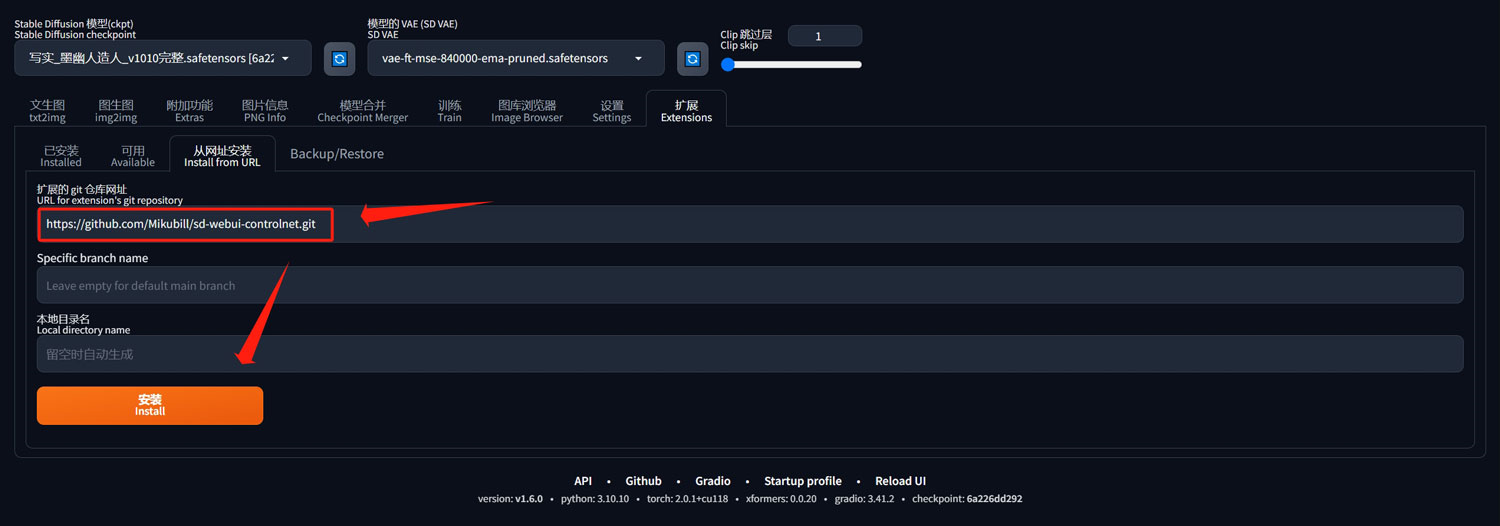 Stable Diffusion 模型(ckpt)
Stable Diffusion checkpoint
写实_墨幽人造人_v1010完整.safetensors [6a22
模型的 VAE (SD VAE)
SD VAE
vae-ft-mse-840000-ema-pruned.safetensors
Clip 跳过层
Clip skip
1
文生图
txt2img
图生图
img2img
附加功能
Extras
图片信息
PNG Info
模型合并
Checkpoint Merger
训练
Train
图库浏览器
Image Browser
设置
Settings
扩展
Extensions
已安装
Installed
可用
Available
从网址安装
Install from URL
Backup/Restore
扩展的 git 仓库网址
URL for extension's git repository
https://github.com/Mikubill/sd-webui-controlnet.git
Specific branch name
Leave empty for default main branch
本地目录名
Local directory name
留空时自动生成
安装
Install
API • Github • Gradio • Startup profile • Reload UI
version: v1.6.0 • python: 3.10.10 • torch: 2.0.1+cu118 • xformers: 0.0.20 • gradio: 3.41.2 • checkpoint: 6a226dd292